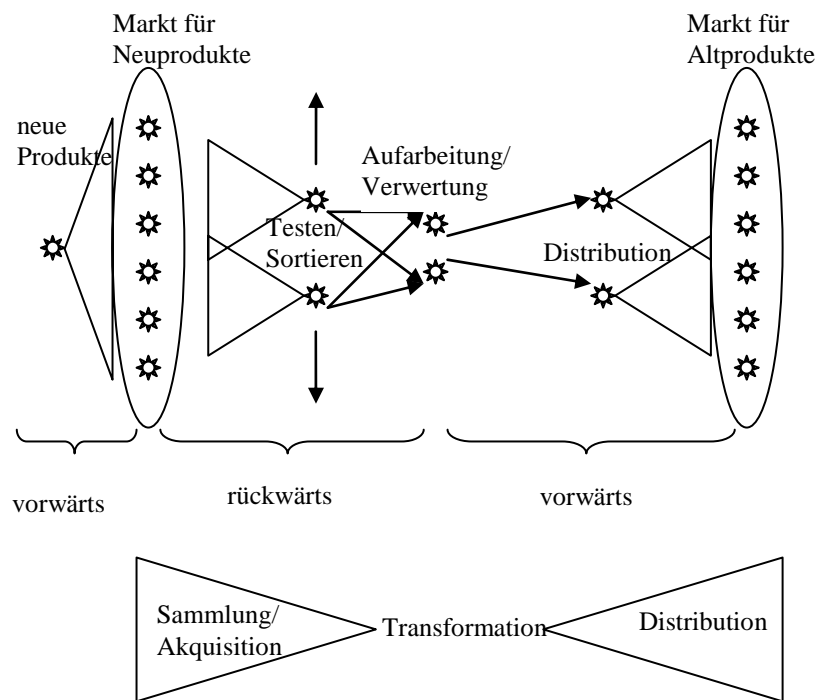 Markt für
Neuprodukte
Markt für
Altprodukte
neue
Produkte
Aufarbeitung/
Verwertung
Testen/
Sortieren
Distribution
vorwärts
rückwärts
vorwärts
Sammlung/
Akquisition
Transformation
Distribution